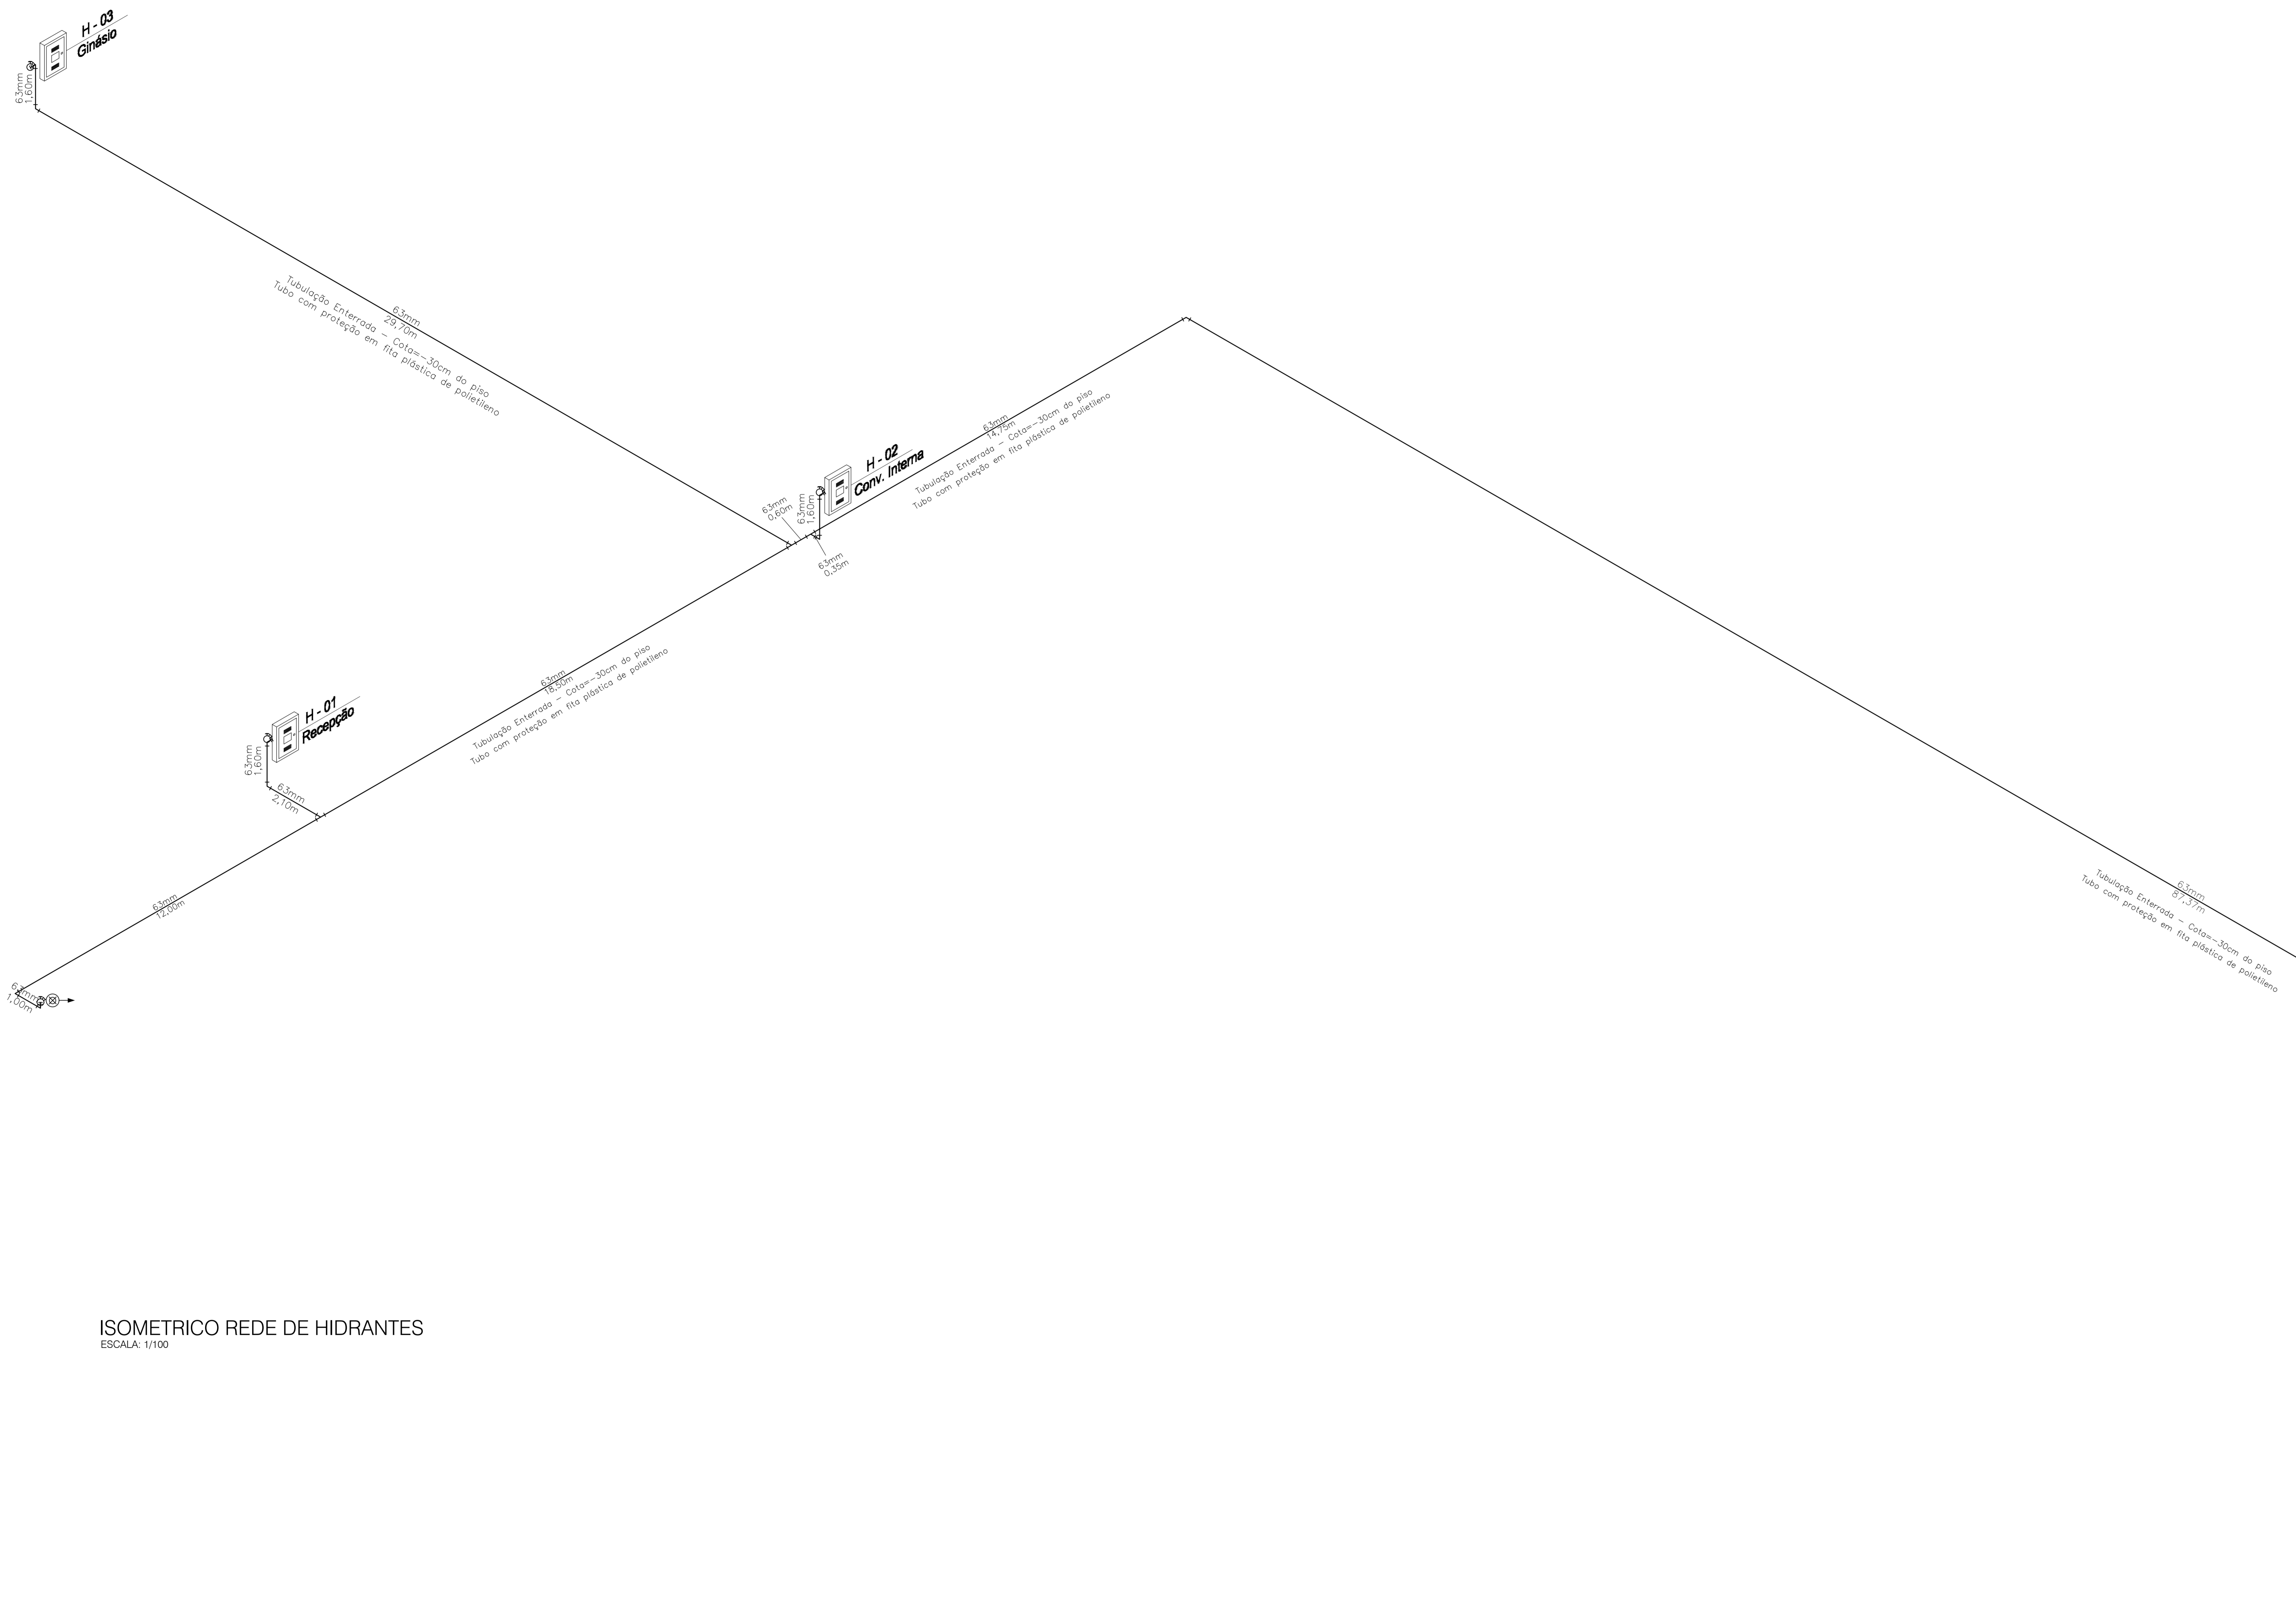 H - 03
Ginásio
63mm
1,60m
63mm
29,70m
Tubulação Enterrada - Cota=-30cm do piso
Tubo com proteção em fita plástica de polietileno
63mm
14,75m
Tubulação Enterrada - Cota=-30cm do piso
Tubo com proteção em fita plástica de polietileno
H - 02
Conv. Interna
63mm
1,60m
63mm
0,60m
63mm
0,35m
63mm
18,50m
Tubulação Enterrada - Cota=-30cm do piso
Tubo com proteção em fita plástica de polietileno
H - 01
Recepção
63mm
1,60m
63mm
2,10m
63mm
12,00m
63mm
87,37m
Tubulação Enterrada - Cota=-30cm do piso
Tubo com proteção em fita plástica de polietileno
63mm
1,00m
ISOMETRICO REDE DE HIDRANTES
ESCALA: 1/100